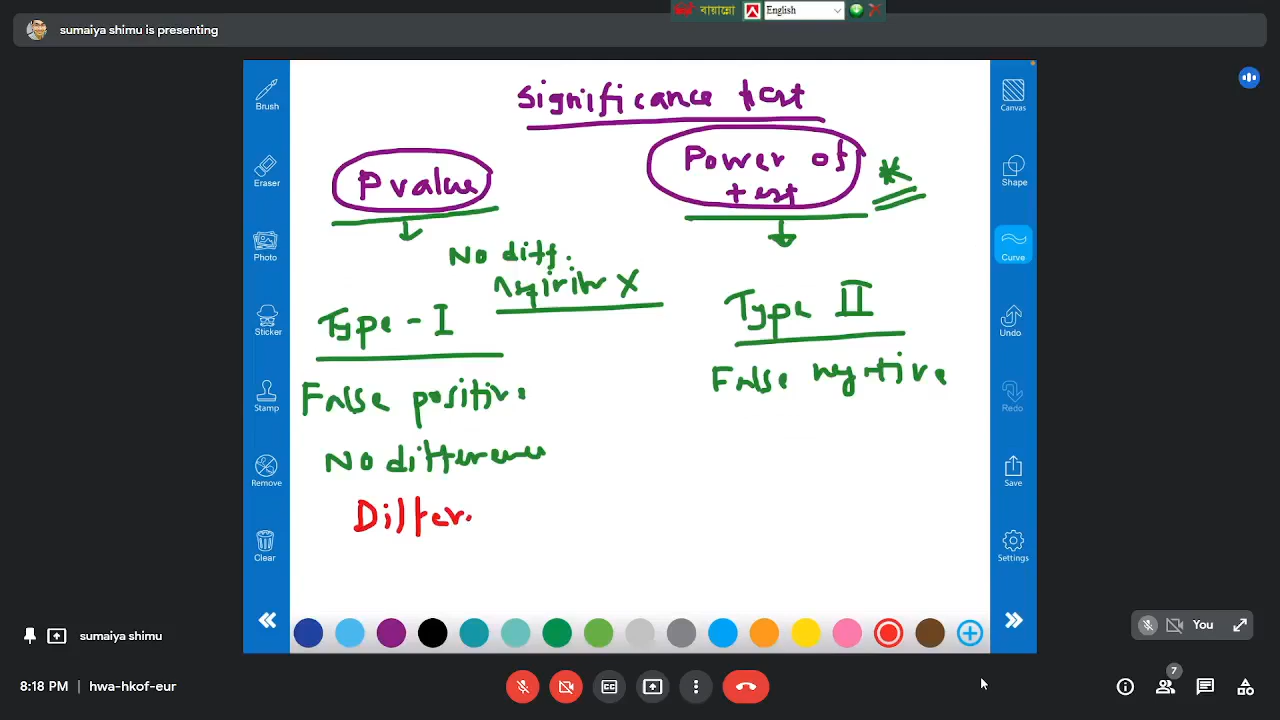 বায়ান্নো
English
sumaiya shimu is presenting
Brush
Eraser
Photo
Sticker
Stamp
Remove
Clear
Significance test
P value
Power of
test
No diff.
X
Type - I
Type II
False positive
False negative
No difference
Differ.
Canvas
Shape
Curve
Undo
Redo
Save
Settings
sumaiya shimu
You
8:18 PM
hwa-hkof-eur
7